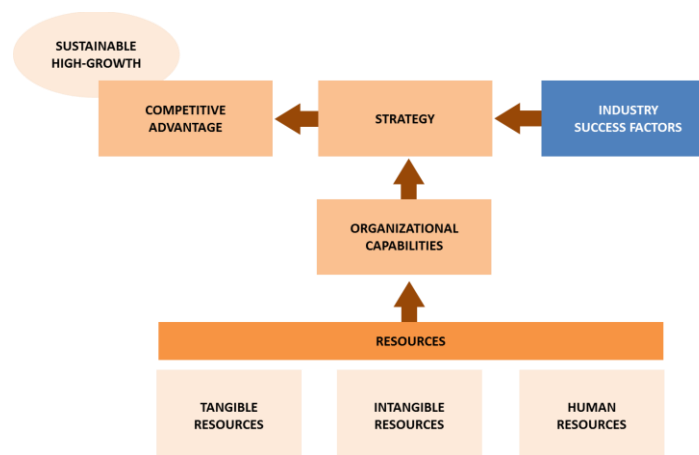 SUSTAINABLE
HIGH-GROWTH
COMPETITIVE
ADVANTAGE
STRATEGY
INDUSTRY
SUCCESS FACTORS
ORGANIZATIONAL
CAPABILITIES
RESOURCES
TANGIBLE
RESOURCES
INTANGIBLE
RESOURCES
HUMAN
RESOURCES